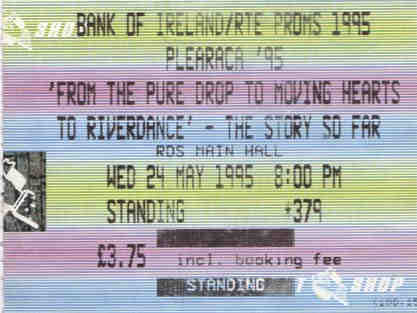 BANK OF IRELAND/RTE PROMS 1995
PLEARACA '95
'FROM THE PURE DROP TO MOVING HEARTS
TO RIVERDANCE' - THE STORY SO FAR
RDS MAIN HALL
WED 24 MAY 1995 8:00 PM
STANDING *379
£3.75 incl. booking fee
STANDING
SHOP